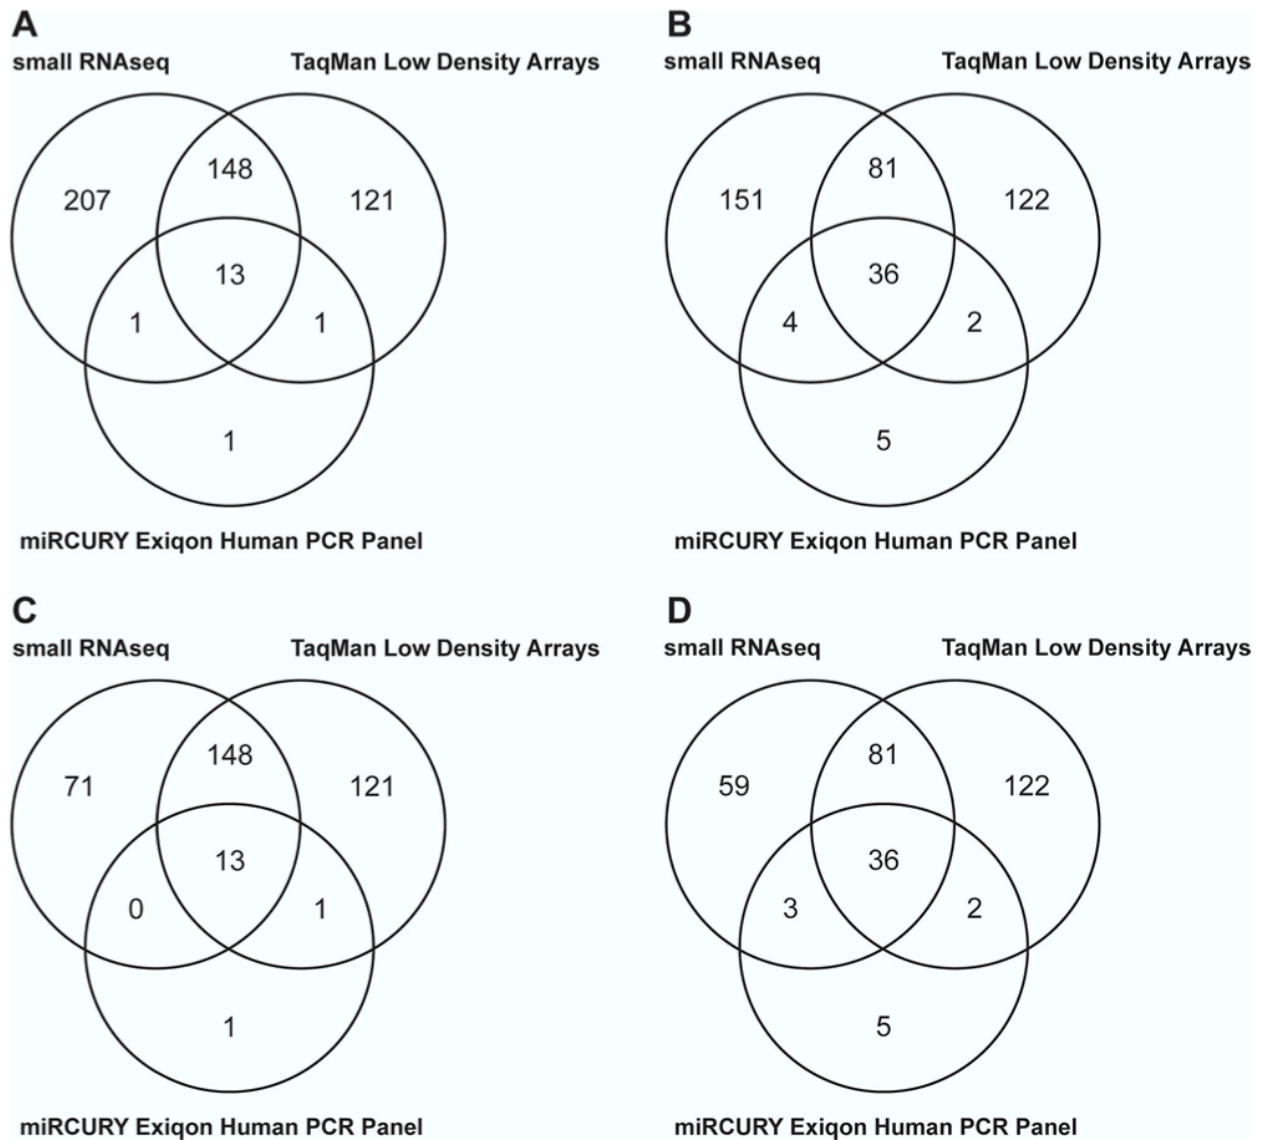 A
B
small RNAseq TaqMan Low Density Arrays
small RNAseq TaqMan Low Density Arrays
148
81
207 121
151 122
13
36
1 1
4 2
1
5
miRCURY Exiqon Human PCR Panel
miRCURY Exiqon Human PCR Panel
C
D
small RNAseq TaqMan Low Density Arrays
small RNAseq TaqMan Low Density Arrays
148
81
71 121
59 122
13
36
0 1
3 2
1
5
miRCURY Exiqon Human PCR Panel
miRCURY Exiqon Human PCR Panel